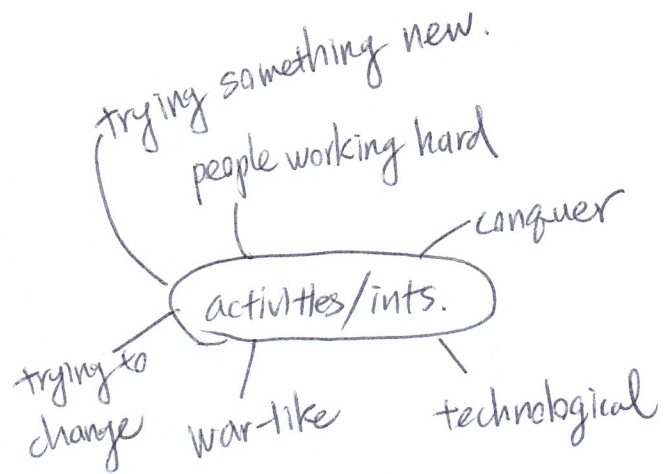 trying something new.
people working hard
conquer
activities/ints.
trying to
change
war-like
technological